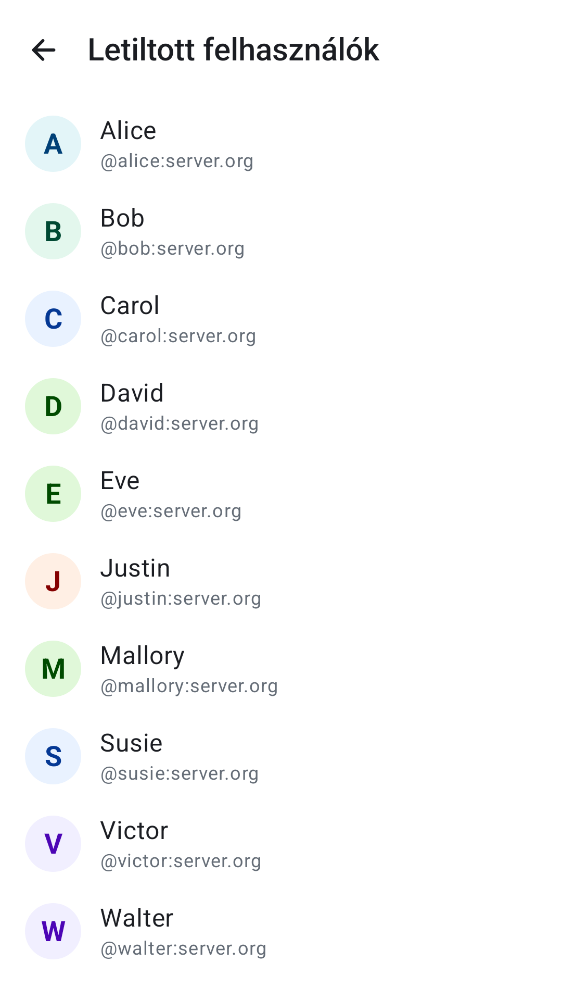 Letiltott felhasználók
A
Alice
@alice:server.org
B
Bob
@bob:server.org
C
Carol
@carol:server.org
D
David
@david:server.org
E
Eve
@eve:server.org
J
Justin
@justin:server.org
M
Mallory
@mallory:server.org
S
Susie
@susie:server.org
V
Victor
@victor:server.org
W
Walter
@walter:server.org